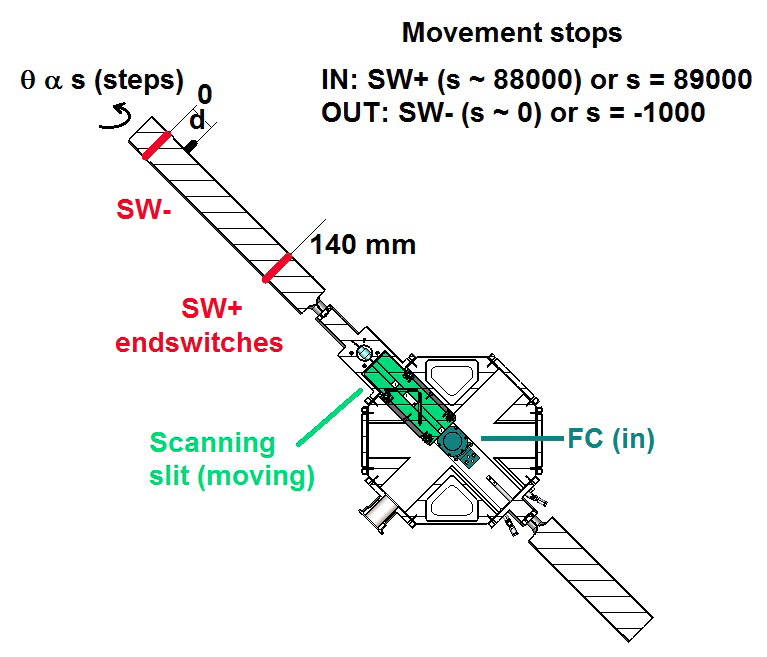 Movement stops
θ α s (steps)
IN: SW+ (s ~ 88000) or s = 89000
0
OUT: SW- (s ~ 0) or s = -1000
d
SW-
140 mm
SW+
endswitches
Scanning
slit (moving)
FC (in)